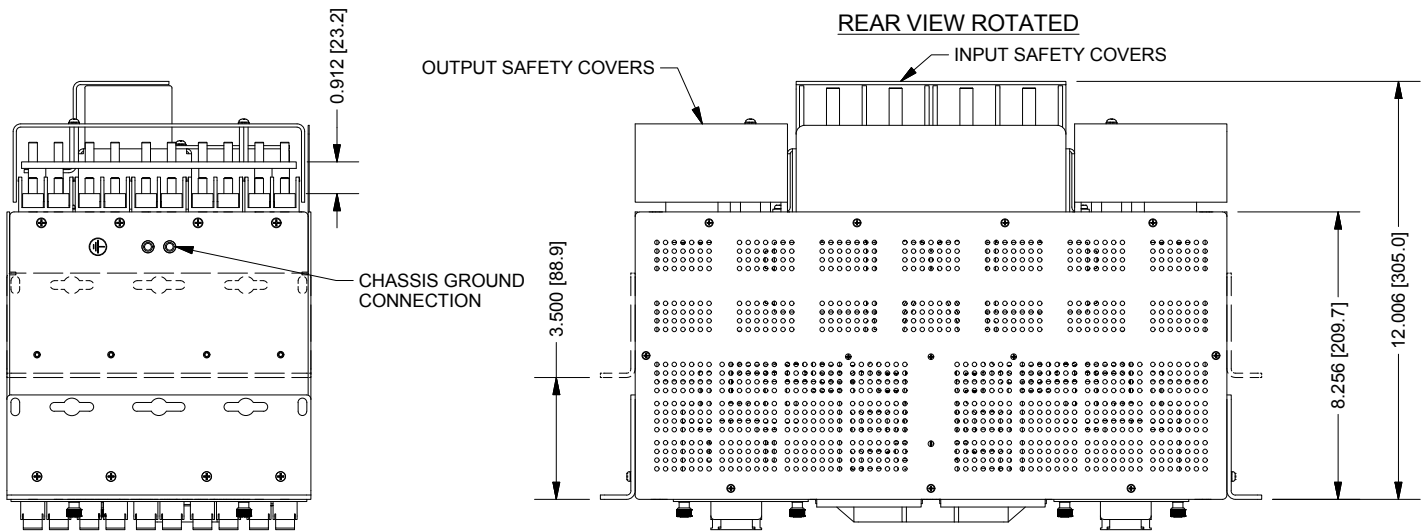 REAR VIEW ROTATED
OUTPUT SAFETY COVERS
INPUT SAFETY COVERS
0.912 [23.2]
CHASSIS GROUND
CONNECTION
3.500 [88.9]
8.256 [209.7]
12.006 [305.0]